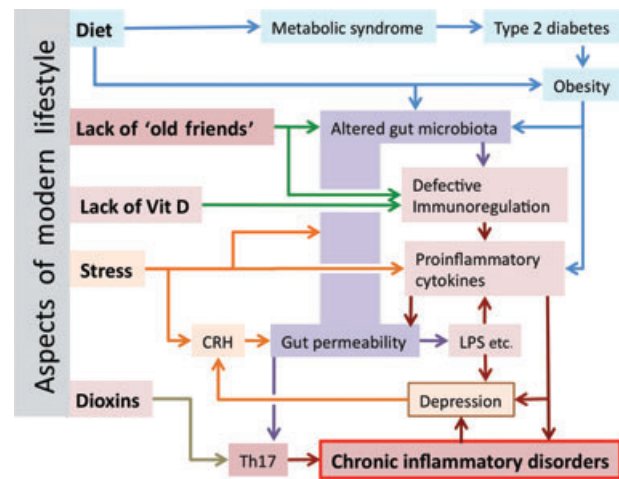 Aspects of modern lifestyle
Diet
Metabolic syndrome
Type 2 diabetes
Obesity
Lack of ‘old friends’
Altered gut microbiota
Defective
Immunoregulation
Lack of Vit D
Stress
Proinflammatory
cytokines
CRH
Gut permeability
LPS etc.
Dioxins
Depression
Th17
Chronic inflammatory disorders